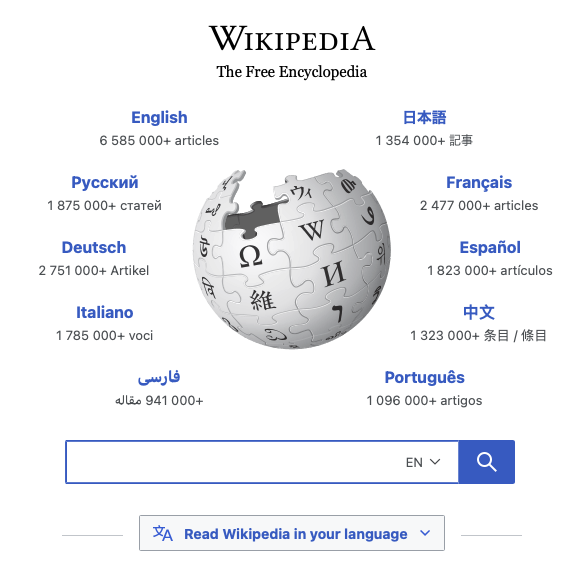 WIKIPEDIA
The Free Encyclopedia
English
6 585 000+ articles
日本語
1 354 000+ 記事
Русский
1 875 000+ статей
Français
2 477 000+ articles
Deutsch
2 751 000+ Artikel
Español
1 823 000+ artículos
Italiano
1 785 000+ voci
中文
1 323 000+ 条目 / 條目
فارسی
941 000+ مقاله
Português
1 096 000+ artigos
ウィ
W
Ω
И
維
EN
Read Wikipedia in your language